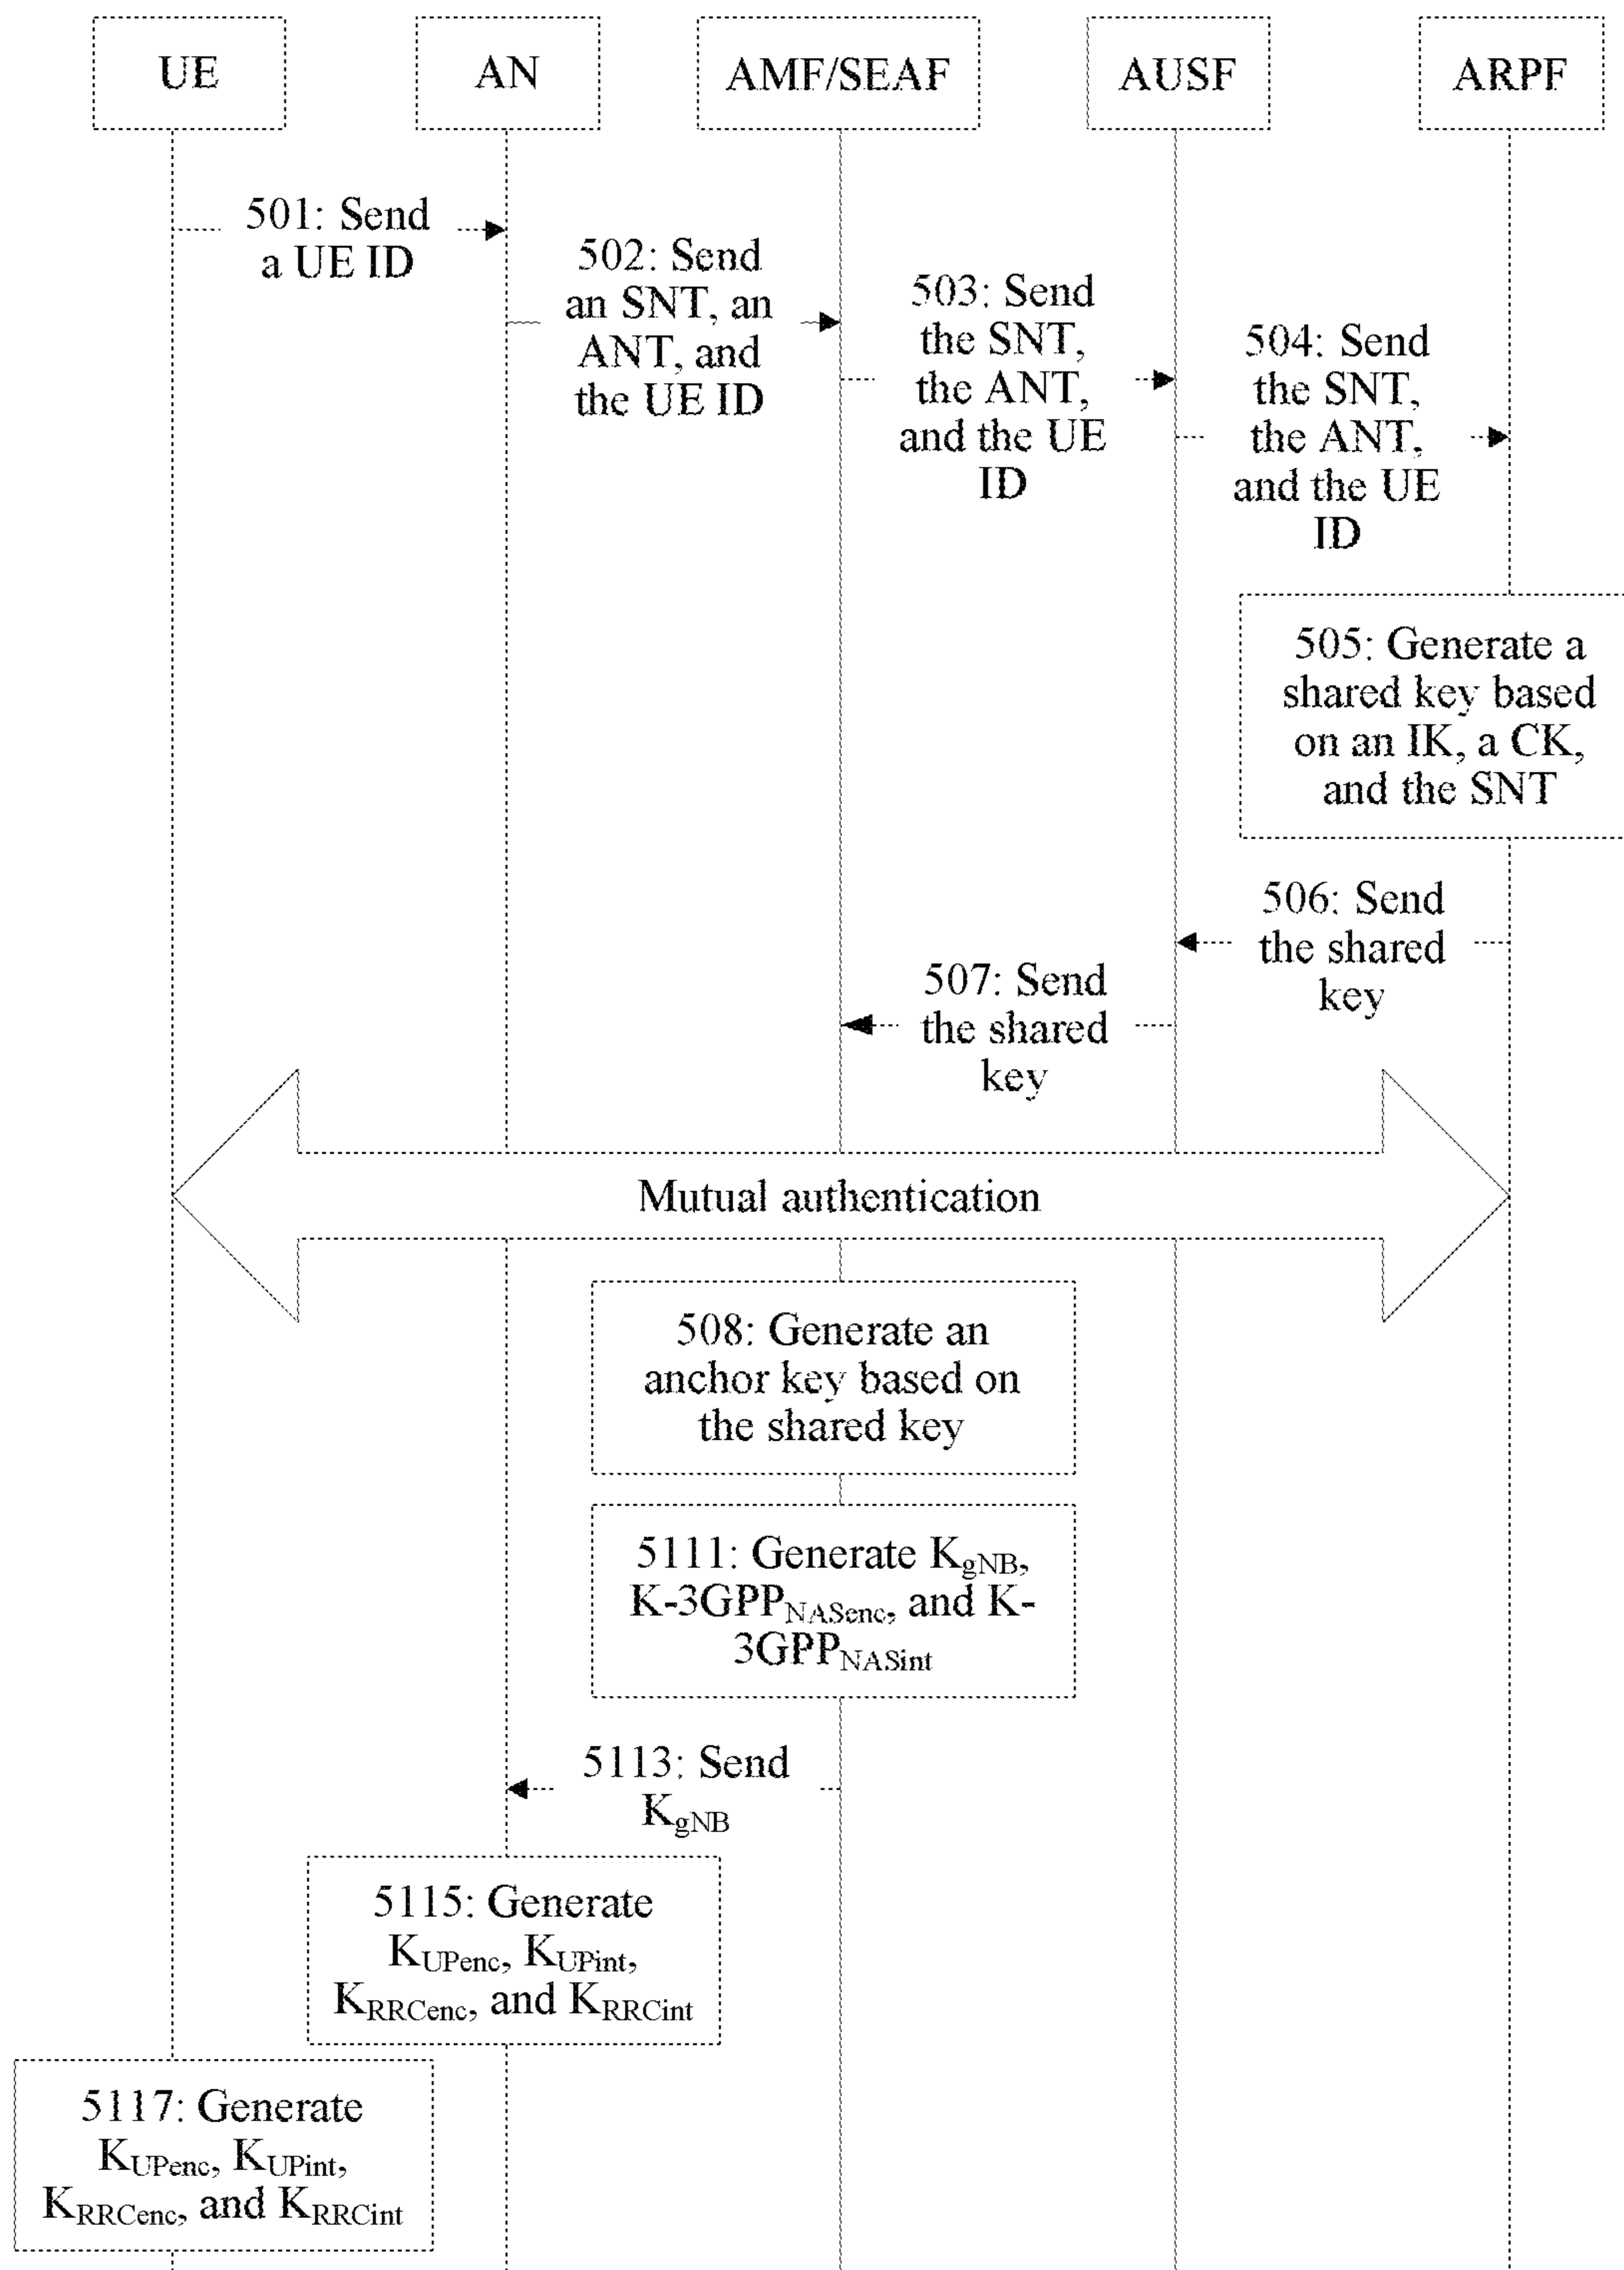 UE
AN
AMF/SEAF
AUSF
ARPF
501: Send
a UE ID
502: Send
an SNT, an
ANT, and
the UE ID
503: Send
the SNT,
the ANT,
and the UE
ID
504: Send
the SNT,
the ANT,
and the UE
ID
505: Generate a
shared key based
on an IK, a CK,
and the SNT
506: Send
the shared
key
507: Send
the shared
key
Mutual authentication
508: Generate an
anchor key based on
the shared key
5111: Generate KgNB,
K-3GPPNASenc, and K-
3GPPNASint
5113: Send
KgNB
5115: Generate
KUPenc, KUPint,
KRRCenc, and KRRCint
5117: Generate
KUPenc, KUPint,
KRRCenc, and KRRCint